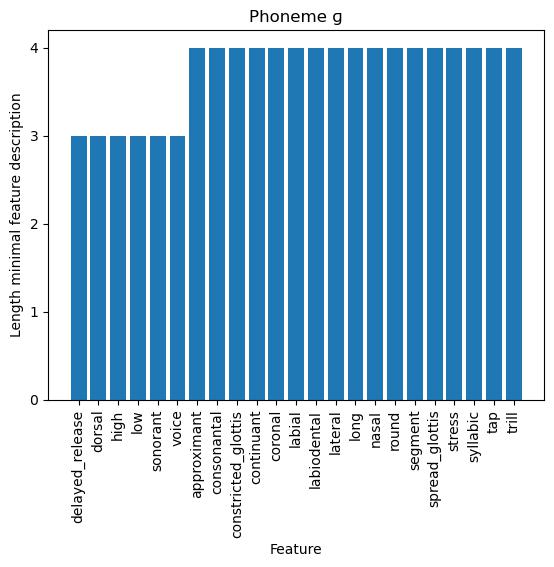 Phoneme g
Length minimal feature description
4
3
2
1
0
delayed_release
dorsal
high
low
sonorant
voice
approximant
consonantal
constricted_glottis
continuant
coronal
labial
labiodental
lateral
long
nasal
round
segment
spread_glottis
stress
syllabic
tap
trill
Feature